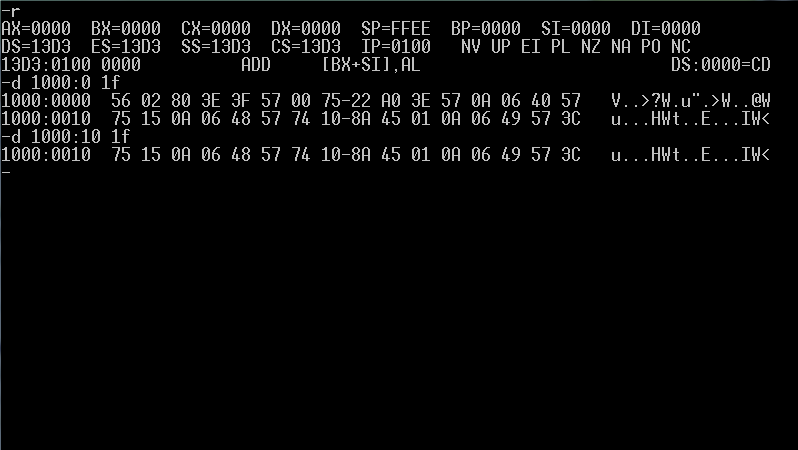 -r
AX=0000  BX=0000  CX=0000  DX=0000  SP=FFEE  BP=0000  SI=0000  DI=0000
DS=13D3  ES=13D3  SS=13D3  CS=13D3  IP=0100   NV UP EI PL NZ NA PO NC
13D3:0100 0000          ADD     [BX+SI],AL                         DS:0000=CD
-d 1000:0 1f
1000:0000  56 02 80 3E 3F 57 00 75-22 A0 3E 57 0A 06 40 57   V..>?W.u".>W..@W
1000:0010  75 15 0A 06 48 57 74 10-8A 45 01 0A 06 49 57 3C   u...HWt..E...IW<
-d 1000:10 1f
1000:0010  75 15 0A 06 48 57 74 10-8A 45 01 0A 06 49 57 3C   u...HWt..E...IW<
-